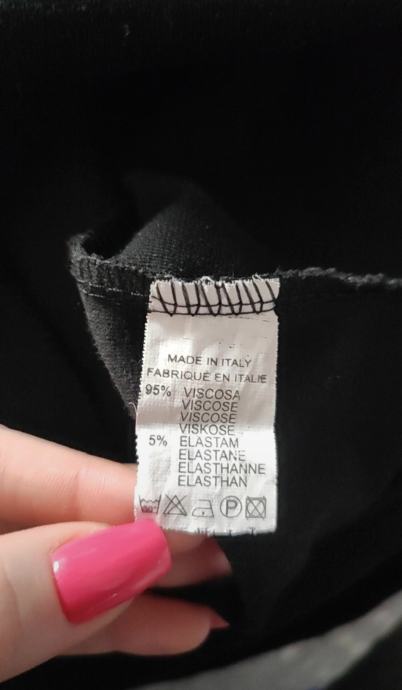 MADE IN ITALY
FABRIQUE EN ITALIE
95% VISCOSA
VISCOSE
VISCOSE
VISKOSE
5% ELASTAM
ELASTANE
ELASTHANNE
ELASTHAN
P